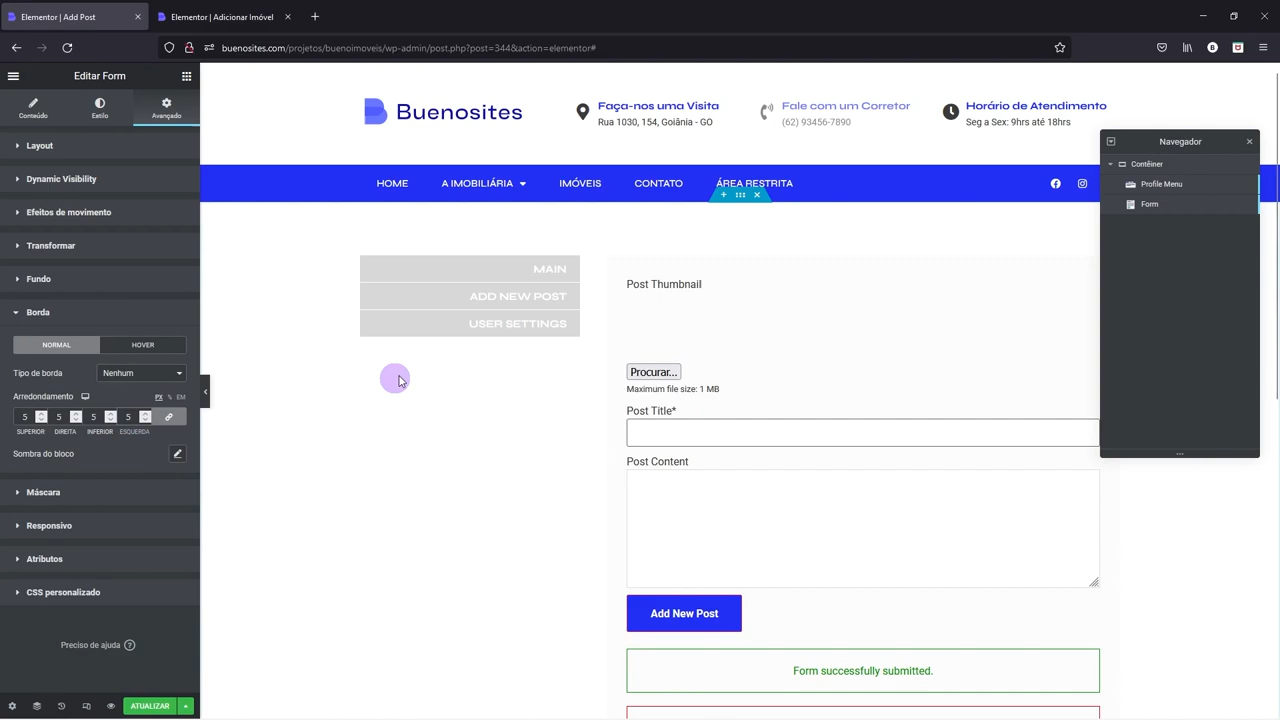 Elementor | Add Post
Elementor | Adicionar Imóvel
buenosites.com/projetos/buenoimoveis/wp-admin/post.php?post=344&action=elementor#
Editar Form
Conteúdo
Estilo
Avançado
Layout
Dynamic Visibility
Efeitos de movimento
Transformar
Fundo
Borda
NORMAL
HOVER
Tipo de borda
Nenhum
Arredondamento
PX % EM
5 5 5 5
SUPERIOR DIREITA INFERIOR ESQUERDA
Sombra do bloco
Máscara
Responsivo
Atributos
CSS personalizado
Preciso de ajuda
ATUALIZAR
Buenosites
Faça-nos uma Visita
Rua 1030, 154, Goiânia - GO
Fale com um Corretor
(62) 93456-7890
Horário de Atendimento
Seg a Sex: 9hrs até 18hrs
HOME
A IMOBILIÁRIA
IMÓVEIS
CONTATO
ÁREA RESTRITA
MAIN
ADD NEW POST
USER SETTINGS
Post Thumbnail
Procurar...
Maximum file size: 1 MB
Post Title*
Post Content
Add New Post
Form successfully submitted.
Navegador
Contêiner
Profile Menu
Form